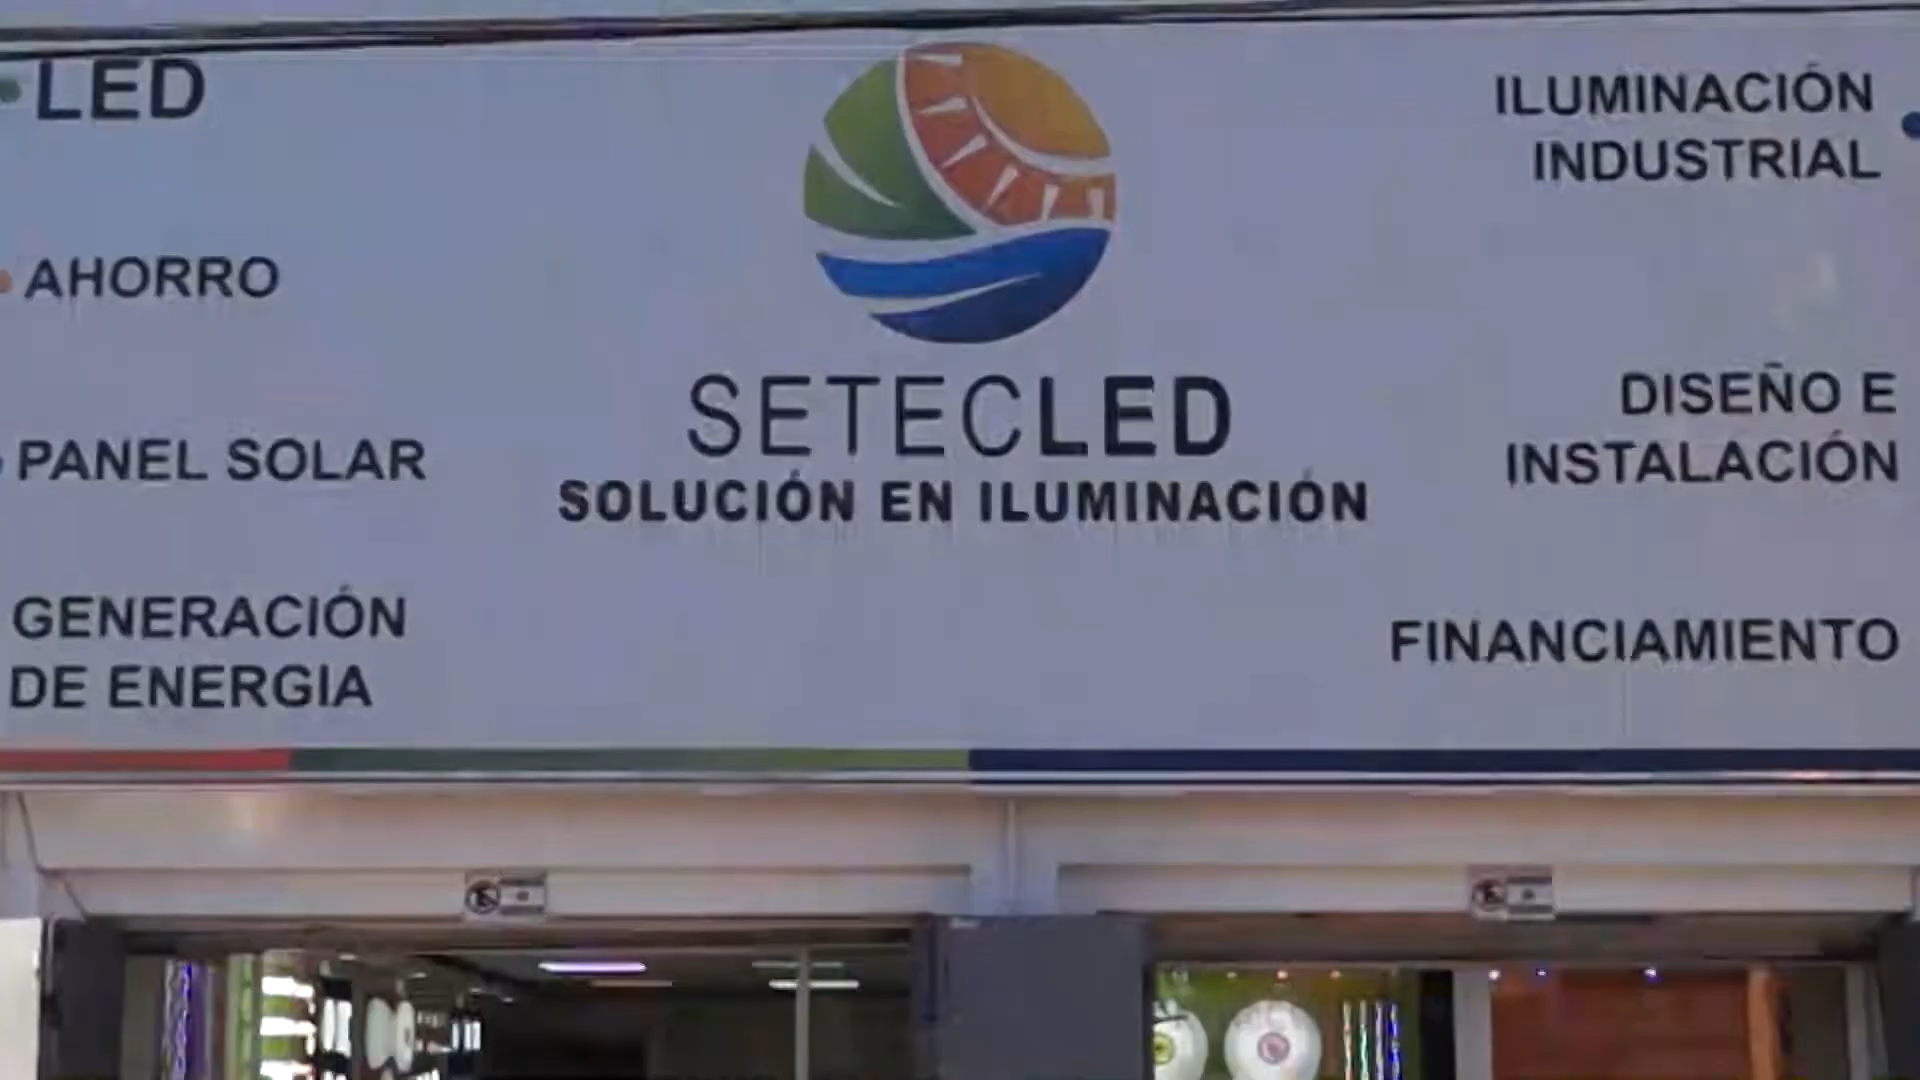 LED
AHORRO
PANEL SOLAR
GENERACIÓN
DE ENERGIA
SETECLED
SOLUCIÓN EN ILUMINACIÓN
ILUMINACIÓN
INDUSTRIAL
DISEÑO E
INSTALACIÓN
FINANCIAMIENTO